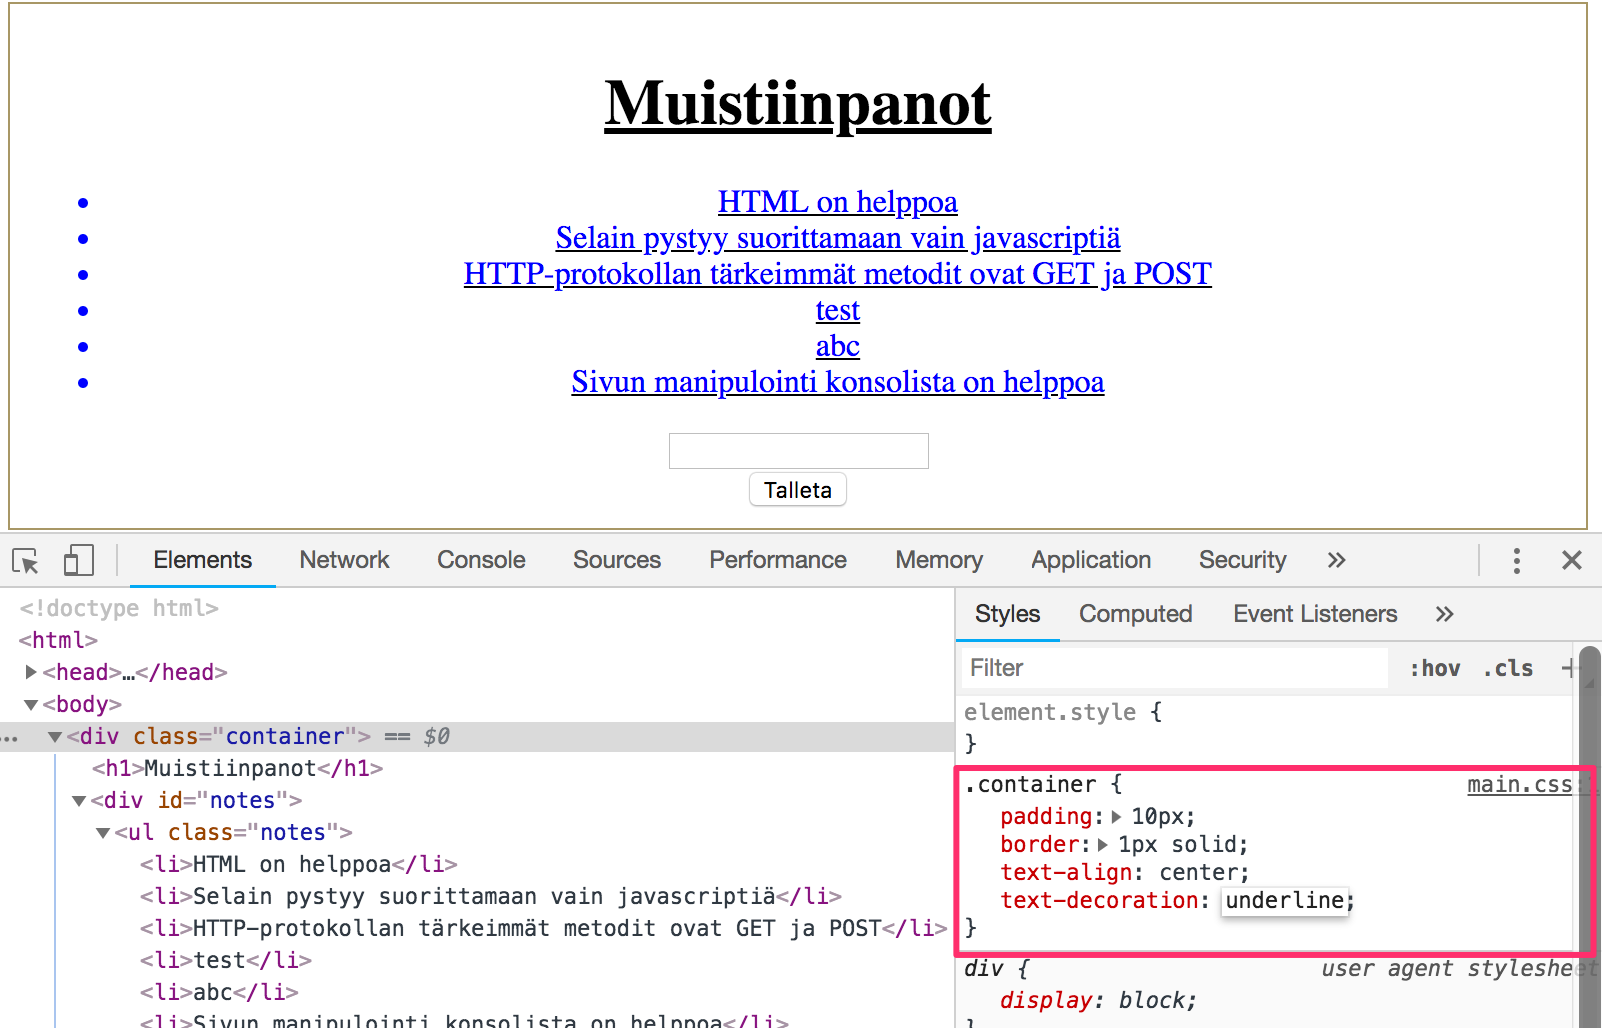 Muistiinpanot
HTML on helppoa
Selain pystyy suorittamaan vain javascriptiä
HTTP-protokollan tärkeimmät metodit ovat GET ja POST
test
abc
Sivun manipulointi konsolista on helppoa
Talleta
Elements Network Console Sources Performance Memory Application Security »
<!doctype html>
<html>
<head>…</head>
<body>
<div class="container"> == $0
<h1>Muistiinpanot</h1>
<div id="notes">
<ul class="notes">
<li>HTML on helppoa</li>
<li>Selain pystyy suorittamaan vain javascriptiä</li>
<li>HTTP-protokollan tärkeimmät metodit ovat GET ja POST</li>
<li>test</li>
<li>abc</li>
<li>Sivun manipulointi konsolista on helppoa</li>
Styles Computed Event Listeners »
Filter :hov .cls +
element.style {
}
.container { main.css:1
padding: 10px;
border: 1px solid;
text-align: center;
text-decoration: underline;
}
div { user agent stylesheet
display: block;
}